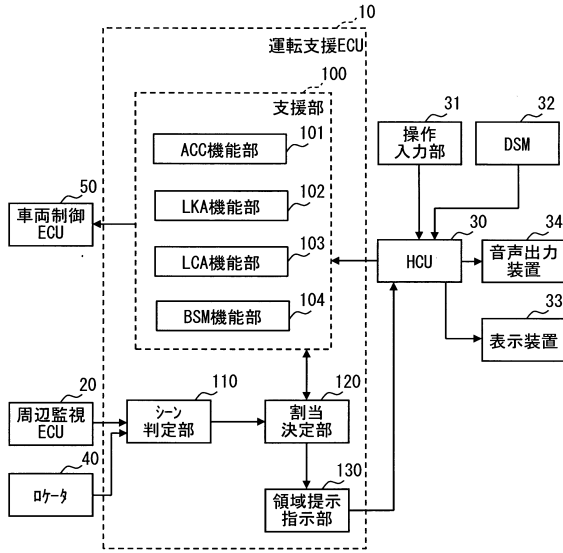 10
運転支援ECU
100
支援部
101
ACC機能部
102
LKA機能部
103
LCA機能部
104
BSM機能部
50
車両制御
ECU
31
操作
入力部
32
DSM
30
HCU
34
音声出力
装置
33
表示装置
20
周辺監視
ECU
110
ｼｰﾝ
判定部
120
割当
決定部
40
ﾛｹｰﾀ
130
領域提示
指示部